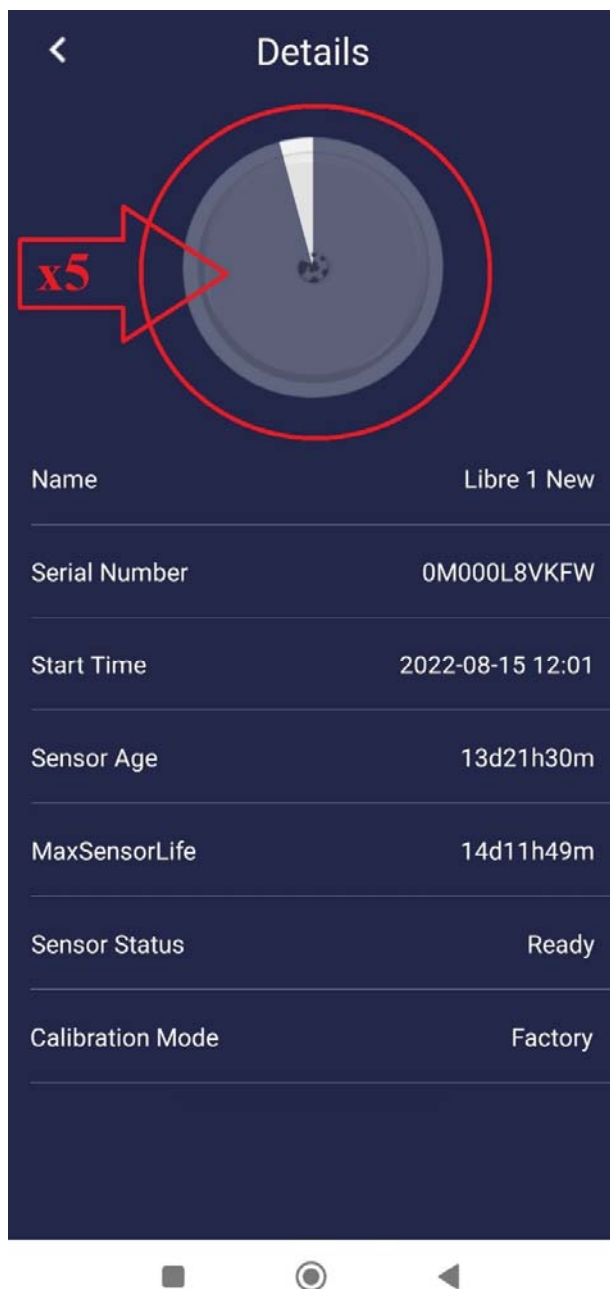 Details
x5
Name Libre 1 New
Serial Number 0M000L8VKFW
Start Time 2022-08-15 12:01
Sensor Age 13d21h30m
MaxSensorLife 14d11h49m
Sensor Status Ready
Calibration Mode Factory